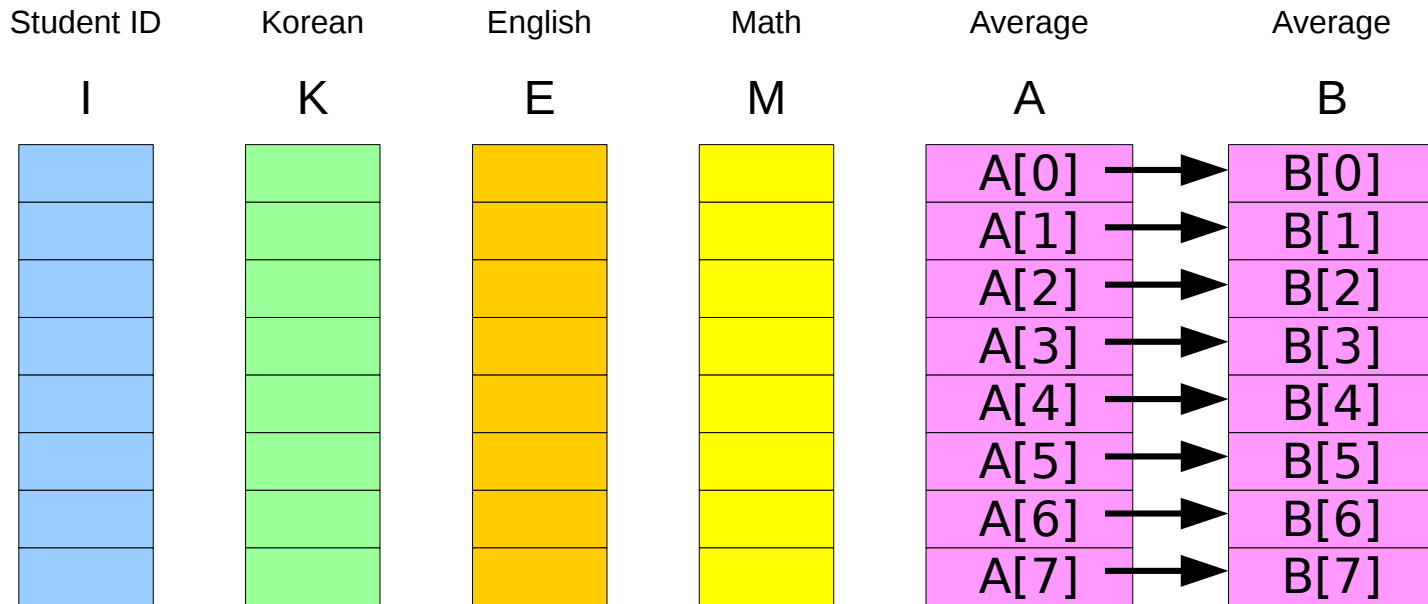 Student ID Korean English Math Average Average
I K E M A B
A[0] B[0]
A[1] B[1]
A[2] B[2]
A[3] B[3]
A[4] B[4]
A[5] B[5]
A[6] B[6]
A[7] B[7]